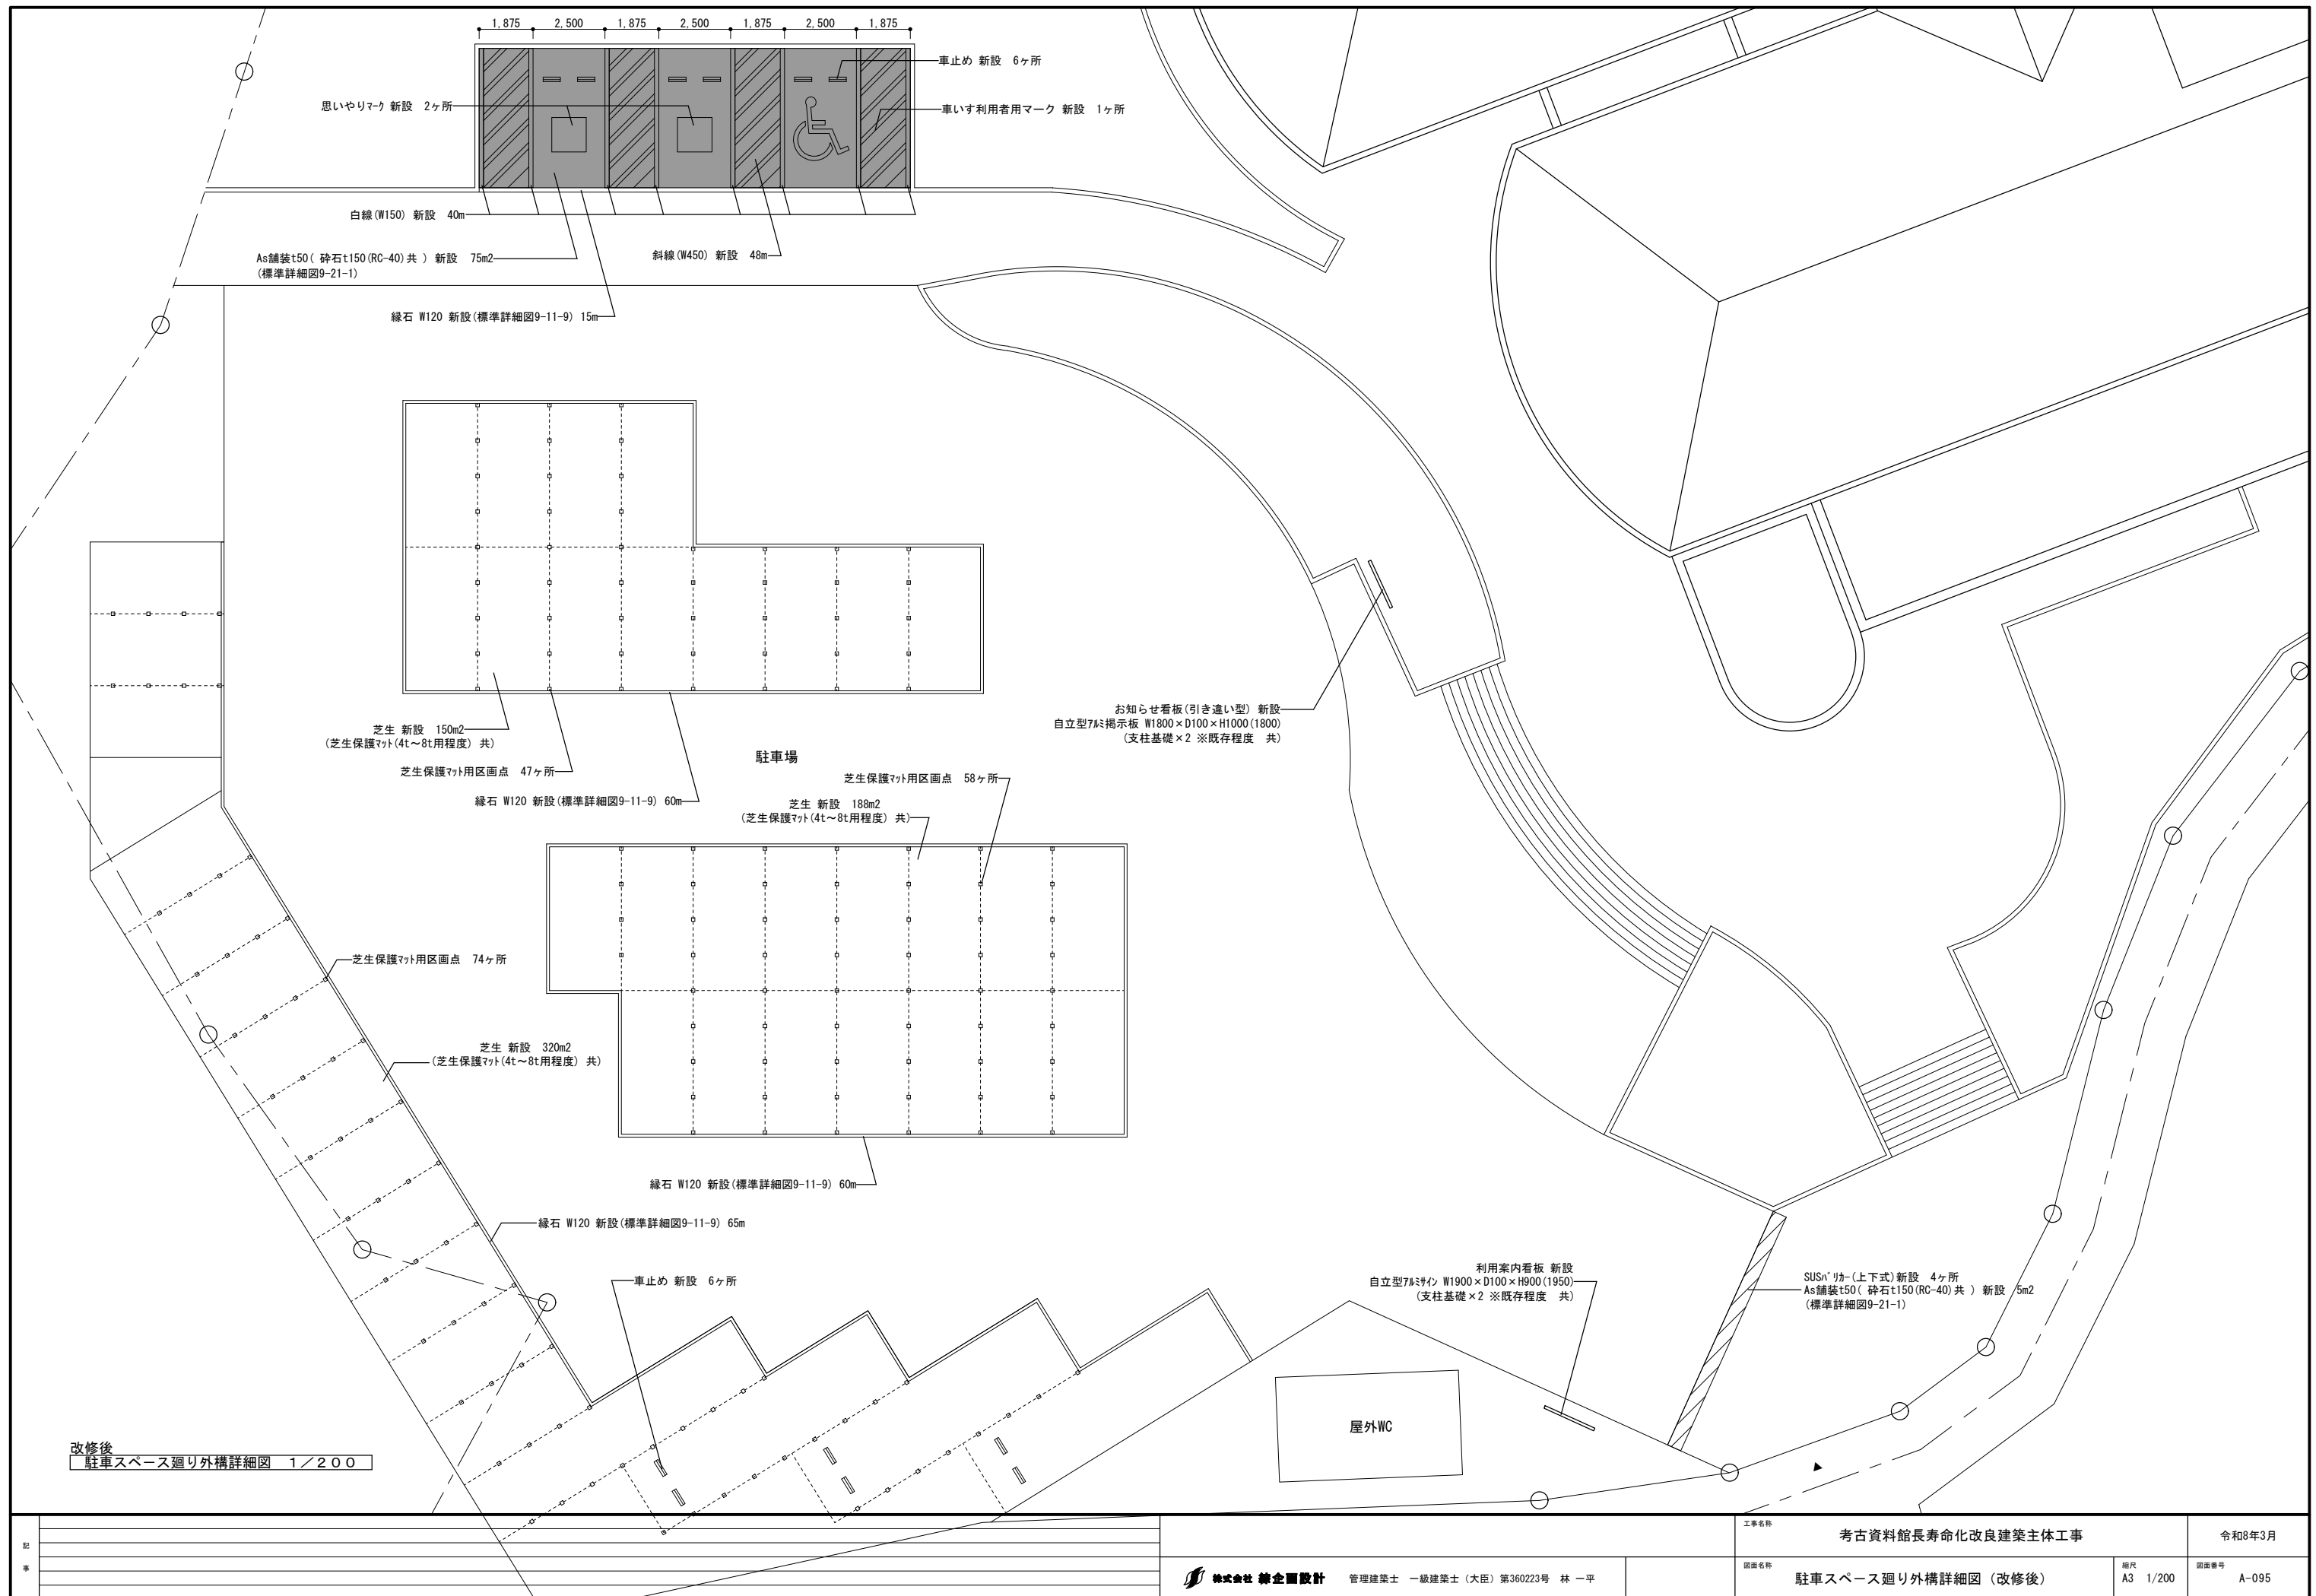 1,875 2,500 1,875 2,500 1,875 2,500 1,875
車止め 新設 6ヶ所
思いやりマーク 新設 2ヶ所
車いす利用者用マーク 新設 1ヶ所
白線(W150) 新設 40m
斜線(W450) 新設 48m
As舗装t50( 砕石t150(RC-40)共 ) 新設 75m2
(標準詳細図9-21-1)
縁石 W120 新設(標準詳細図9-11-9) 15m
芝生 新設 150m2
(芝生保護マット(4t～8t用程度) 共)
芝生保護マット用区画点 47ヶ所
縁石 W120 新設(標準詳細図9-11-9) 60m
駐車場
お知らせ看板(引き違い型) 新設
自立型アルミ掲示板 W1800×D100×H1000(1800)
(支柱基礎×2 ※既存程度 共)
芝生保護マット用区画点 58ヶ所
芝生 新設 188m2
(芝生保護マット(4t～8t用程度) 共)
芝生保護マット用区画点 74ヶ所
芝生 新設 320m2
(芝生保護マット(4t～8t用程度) 共)
縁石 W120 新設(標準詳細図9-11-9) 60m
縁石 W120 新設(標準詳細図9-11-9) 65m
車止め 新設 6ヶ所
利用案内看板 新設
自立型アルミサイン W1900×D100×H900(1950)
(支柱基礎×2 ※既存程度 共)
SUSバリカー(上下式)新設 4ヶ所
As舗装t50( 砕石t150(RC-40)共 ) 新設 5m2
(標準詳細図9-21-1)
屋外WC
改修後
駐車スペース廻り外構詳細図 1／200
記
事
工事名称
考古資料館長寿命化改良建築主体工事
令和8年3月
株式会社 綜企画設計
管理建築士 一級建築士（大臣）第360223号 林 一平
図面名称
駐車スペース廻り外構詳細図（改修後）
縮尺
A3 1/200
図面番号
A-095